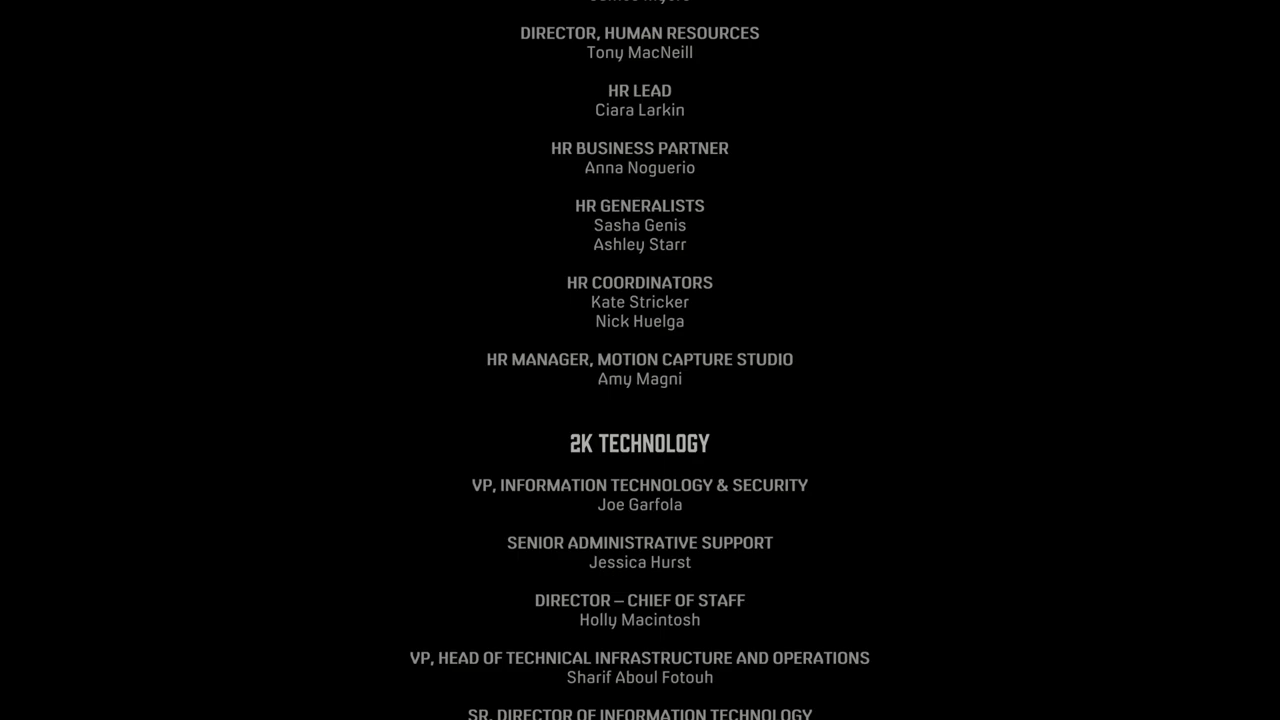 DIRECTOR, HUMAN RESOURCES
Tony MacNeill
HR LEAD
Ciara Larkin
HR BUSINESS PARTNER
Anna Noguerio
HR GENERALISTS
Sasha Genis
Ashley Starr
HR COORDINATORS
Kate Stricker
Nick Huelga
HR MANAGER, MOTION CAPTURE STUDIO
Amy Magni
2K TECHNOLOGY
VP, INFORMATION TECHNOLOGY & SECURITY
Joe Garfola
SENIOR ADMINISTRATIVE SUPPORT
Jessica Hurst
DIRECTOR – CHIEF OF STAFF
Holly Macintosh
VP, HEAD OF TECHNICAL INFRASTRUCTURE AND OPERATIONS
Sharif Aboul Fotouh
SR. DIRECTOR OF INFORMATION TECHNOLOGY